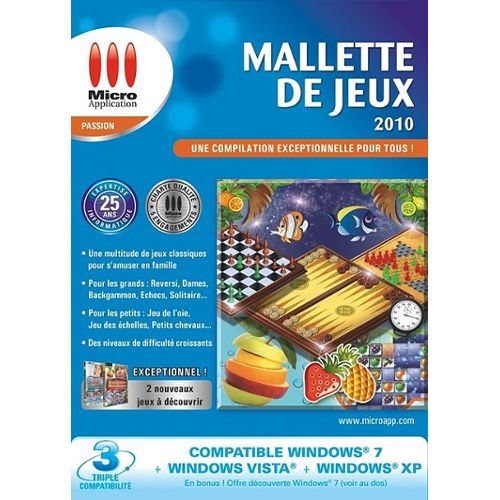 Micro
Application
PASSION
MALLETTE
DE JEUX
2010
UNE COMPILATION EXCEPTIONNELLE POUR TOUS !
EXPERTISE
25
ANS
INFORMATIQUE
CHARTE QUALITÉ
Micro
5 ENGAGEMENTS
• Une multitude de jeux classiques
pour s'amuser en famille
• Pour les grands : Reversi, Dames,
Backgammon, Echecs, Solitaire...
• Pour les petits : Jeu de l'oie,
Jeu des échelles, Petits chevaux...
• Des niveaux de difficulté croissants
EXCEPTIONNEL !
2 nouveaux
jeux à découvrir
www.microapp.com
3
TRIPLE
COMPATIBILITÉ
COMPATIBLE WINDOWS® 7
+ WINDOWS VISTA® + WINDOWS® XP
En bonus ! Offre découverte Windows® 7 (voir au dos)